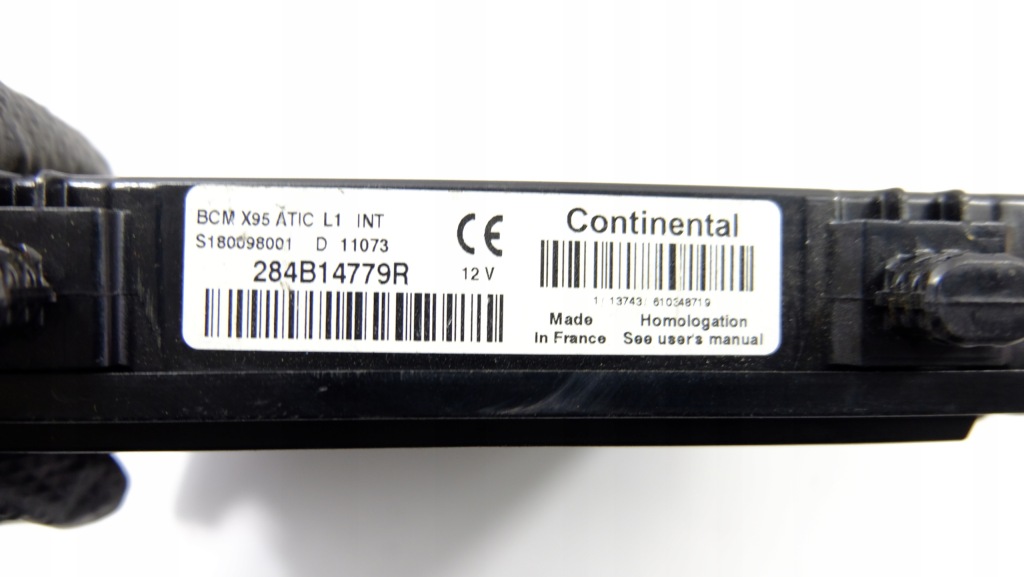 BCM X95 ATIC L1 INT
S180098001 D 11073
284B14779R
CE
12 V
Continental
1 13743 610348719
Made
In France
Homologation
See user's manual